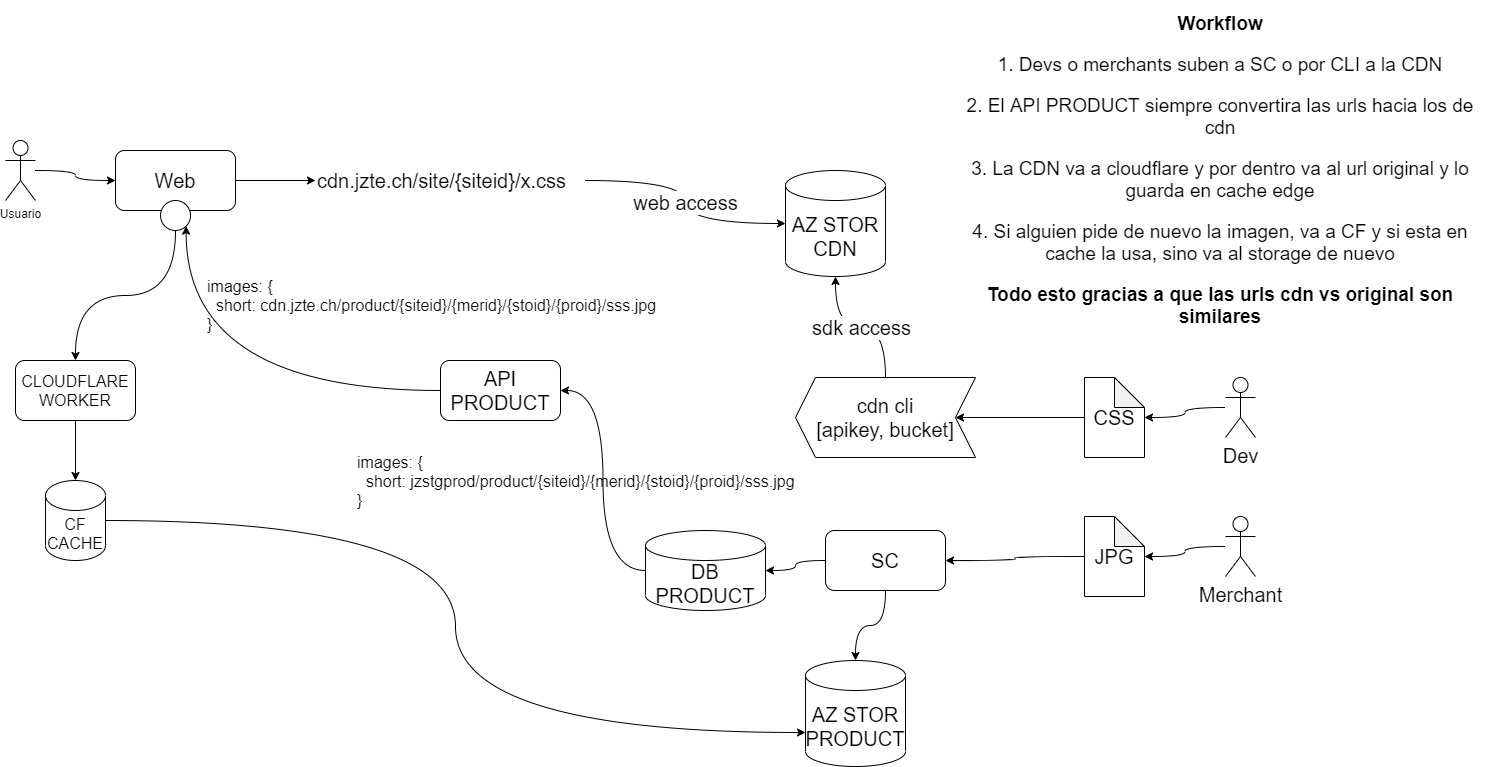 Workflow
1. Devs o merchants suben a SC o por CLI a la CDN
2. El API PRODUCT siempre convertira las urls hacia los de
cdn
3. La CDN va a cloudflare y por dentro va al url original y lo
guarda en cache edge
4. Si alguien pide de nuevo la imagen, va a CF y si esta en
cache la usa, sino va al storage de nuevo
Todo esto gracias a que las urls cdn vs original son
similares
Usuario
Web
cdn.jzte.ch/site/{siteid}/x.css
web access
AZ STOR
CDN
images: {
short: cdn.jzte.ch/product/{siteid}/{merid}/{stoid}/{proid}/sss.jpg
}
sdk access
CLOUDFLARE
WORKER
API
PRODUCT
cdn cli
[apikey, bucket]
CSS
Dev
images: {
short: jzstgprod/product/{siteid}/{merid}/{stoid}/{proid}/sss.jpg
}
CF
CACHE
DB
PRODUCT
SC
JPG
Merchant
AZ STOR
PRODUCT